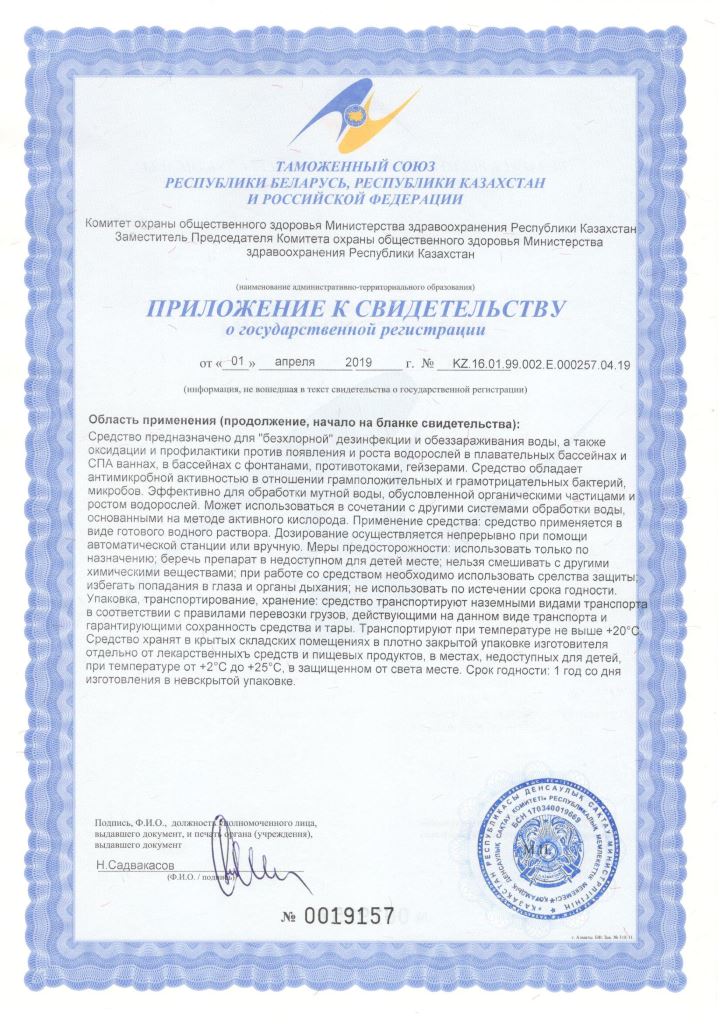 ТАМОЖЕННЫЙ СОЮЗ
РЕСПУБЛИКИ БЕЛАРУСЬ, РЕСПУБЛИКИ КАЗАХСТАН
И РОССИЙСКОЙ ФЕДЕРАЦИИ
Комитет охраны общественного здоровья Министерства здравоохранения Республики Казахстан
Заместитель Председателя Комитета охраны общественного здоровья Министерства
здравоохранения Республики Казахстан
(наименование административно-территориального образования)
ПРИЛОЖЕНИЕ К СВИДЕТЕЛЬСТВУ
о государственной регистрации
от « 01 » апреля 2019 г. № KZ.16.01.99.002.E.000257.04.19
(информация, не вошедшая в текст свидетельства о государственной регистрации)
Область применения (продолжение, начало на бланке свидетельства):
Средство предназначено для "безхлорной" дезинфекции и обеззараживания воды, а также
оксидации и профилактики против появления и роста водорослей в плавательных бассейнах и
СПА ваннах, в бассейнах с фонтанами, противотоками, гейзерами. Средство обладает
антимикробной активностью в отношении грамположительных и грамотрицательных бактерий,
микробов. Эффективно для обработки мутной воды, обусловленной органическими частицами и
ростом водорослей. Может использоваться в сочетании с другими системами обработки воды,
основанными на методе активного кислорода. Применение средства: средство применяется в
виде готового водного раствора. Дозирование осуществляется непрерывно при помощи
автоматической станции или вручную. Меры предосторожности: использовать только по
назначению; беречь препарат в недоступном для детей месте; нельзя смешивать с другими
химическими веществами; при работе со средством необходимо использовать срелства защиты;
избегать попадания в глаза и органы дыхания; не использовать по истечении срока годности.
Упаковка, транспортирование, хранение: средство транспортируют наземными видами транспорта
в соответствии с правилами перевозки грузов, действующими на данном виде транспорта и
гарантирующими сохранность средства и тары. Транспортируют при температуре не выше +20°С.
Средство хранят в крытых складских помещениях в плотно закрытой упаковке изготовителя
отдельно от лекарственныхъ средств и пищевых продуктов, в местах, недоступных для детей,
при температуре от +2°С до +25°С, в защищенном от света месте. Срок годности: 1 год со дня
изготовления в невскрытой упаковке.
Подпись, Ф.И.О., должность уполномоченного лица,
выдавшего документ, и печать органа (учреждения),
выдавшего документ
Н.Садвакасов
(Ф.И.О. / подпись)
М.П.
БСН 170340019669
№ 0019157